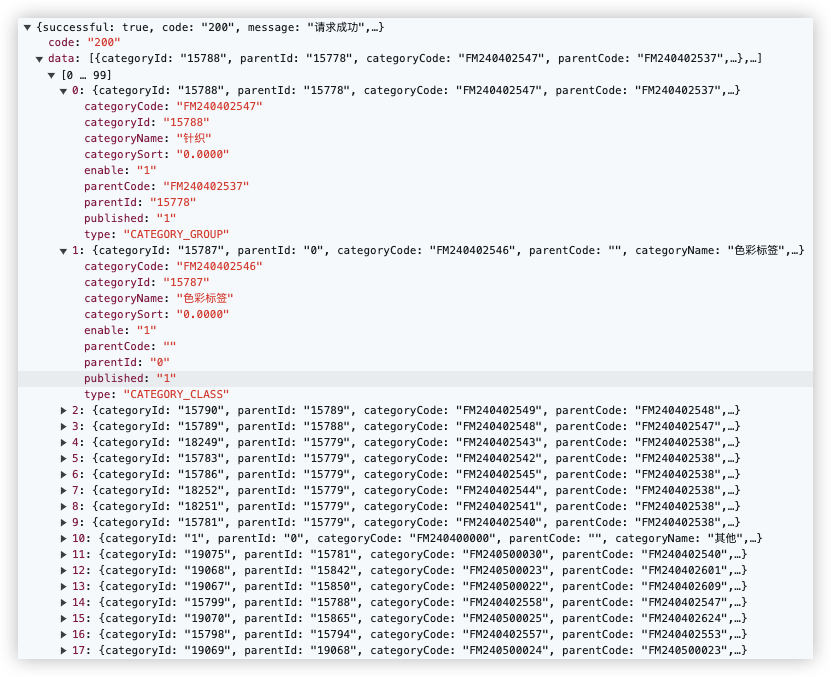 {successful: true, code: "200", message: "请求成功",…}
code: "200"
data: [{categoryId: "15788", parentId: "15778", categoryCode: "FM240402547", parentCode: "FM240402537",…},…]
[0 … 99]
0: {categoryId: "15788", parentId: "15778", categoryCode: "FM240402547", parentCode: "FM240402537",…}
categoryCode: "FM240402547"
categoryId: "15788"
categoryName: "针织"
categorySort: "0.0000"
enable: "1"
parentCode: "FM240402537"
parentId: "15778"
published: "1"
type: "CATEGORY_GROUP"
1: {categoryId: "15787", parentId: "0", categoryCode: "FM240402546", parentCode: "", categoryName: "色彩标签",…}
categoryCode: "FM240402546"
categoryId: "15787"
categoryName: "色彩标签"
categorySort: "0.0000"
enable: "1"
parentCode: ""
parentId: "0"
published: "1"
type: "CATEGORY_CLASS"
2: {categoryId: "15790", parentId: "15789", categoryCode: "FM240402549", parentCode: "FM240402548",…}
3: {categoryId: "15789", parentId: "15788", categoryCode: "FM240402548", parentCode: "FM240402547",…}
4: {categoryId: "18249", parentId: "15779", categoryCode: "FM240402543", parentCode: "FM240402538",…}
5: {categoryId: "15783", parentId: "15779", categoryCode: "FM240402542", parentCode: "FM240402538",…}
6: {categoryId: "15786", parentId: "15779", categoryCode: "FM240402545", parentCode: "FM240402538",…}
7: {categoryId: "18252", parentId: "15779", categoryCode: "FM240402544", parentCode: "FM240402538",…}
8: {categoryId: "18251", parentId: "15779", categoryCode: "FM240402541", parentCode: "FM240402538",…}
9: {categoryId: "15781", parentId: "15779", categoryCode: "FM240402540", parentCode: "FM240402538",…}
10: {categoryId: "1", parentId: "0", categoryCode: "FM240400000", parentCode: "", categoryName: "其他",…}
11: {categoryId: "19075", parentId: "15781", categoryCode: "FM240500030", parentCode: "FM240402540",…}
12: {categoryId: "19068", parentId: "15842", categoryCode: "FM240500023", parentCode: "FM240402601",…}
13: {categoryId: "19067", parentId: "15850", categoryCode: "FM240500022", parentCode: "FM240402609",…}
14: {categoryId: "15799", parentId: "15788", categoryCode: "FM240402558", parentCode: "FM240402547",…}
15: {categoryId: "19070", parentId: "15865", categoryCode: "FM240500025", parentCode: "FM240402624",…}
16: {categoryId: "15798", parentId: "15794", categoryCode: "FM240402557", parentCode: "FM240402553",…}
17: {categoryId: "19069", parentId: "19068", categoryCode: "FM240500024", parentCode: "FM240500023",…}